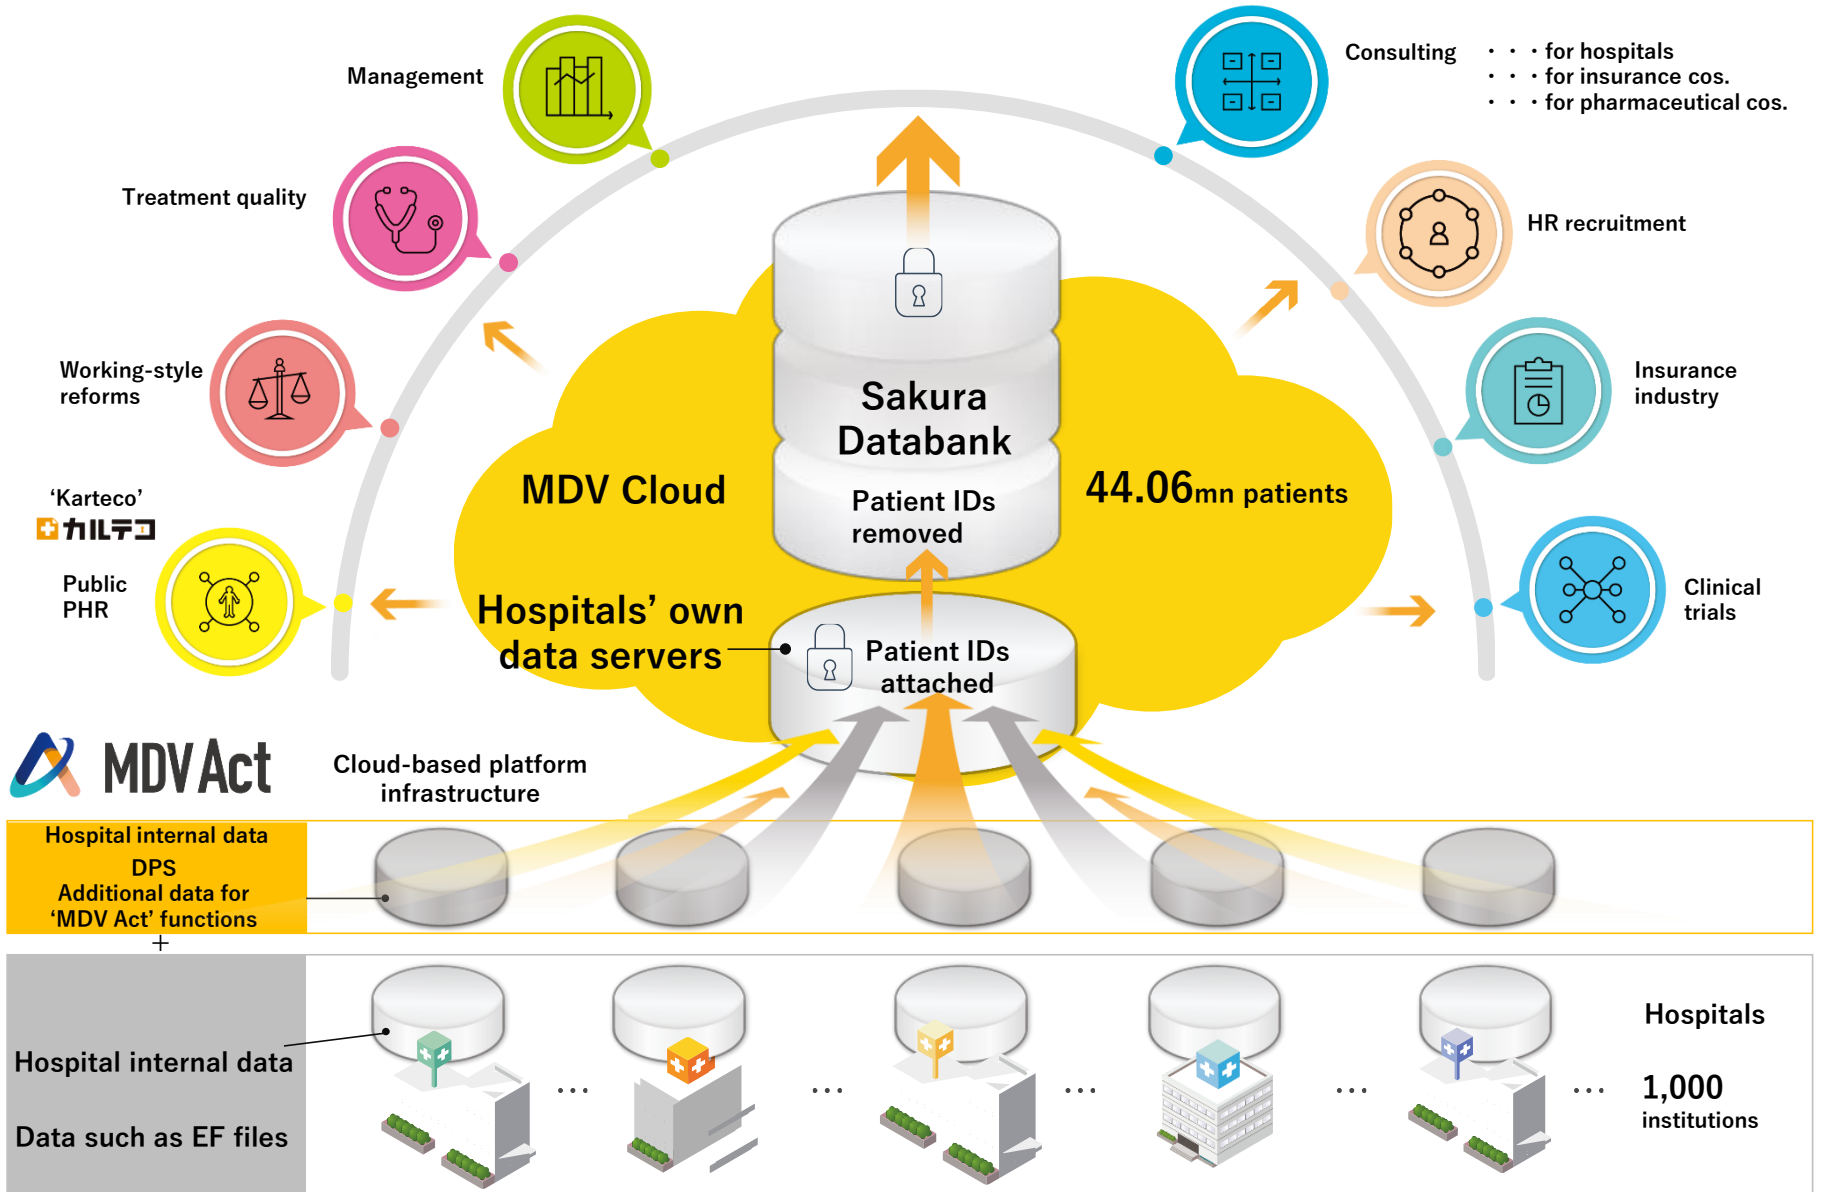 Management
Consulting ・・・for hospitals
・・・for insurance cos.
・・・for pharmaceutical cos.
Treatment quality
HR recruitment
Working-style
reforms
Insurance
industry
Sakura
Databank
MDV Cloud
44.06mn patients
Patient IDs
removed
‘Karteco’
カルテコ
Public
PHR
Clinical
trials
Hospitals’ own
data servers
Patient IDs
attached
MDV Act
Cloud-based platform
infrastructure
Hospital internal data
DPS
Additional data for
‘MDV Act’ functions
+
Hospital internal data
Data such as EF files
… … … … …
Hospitals
1,000
institutions